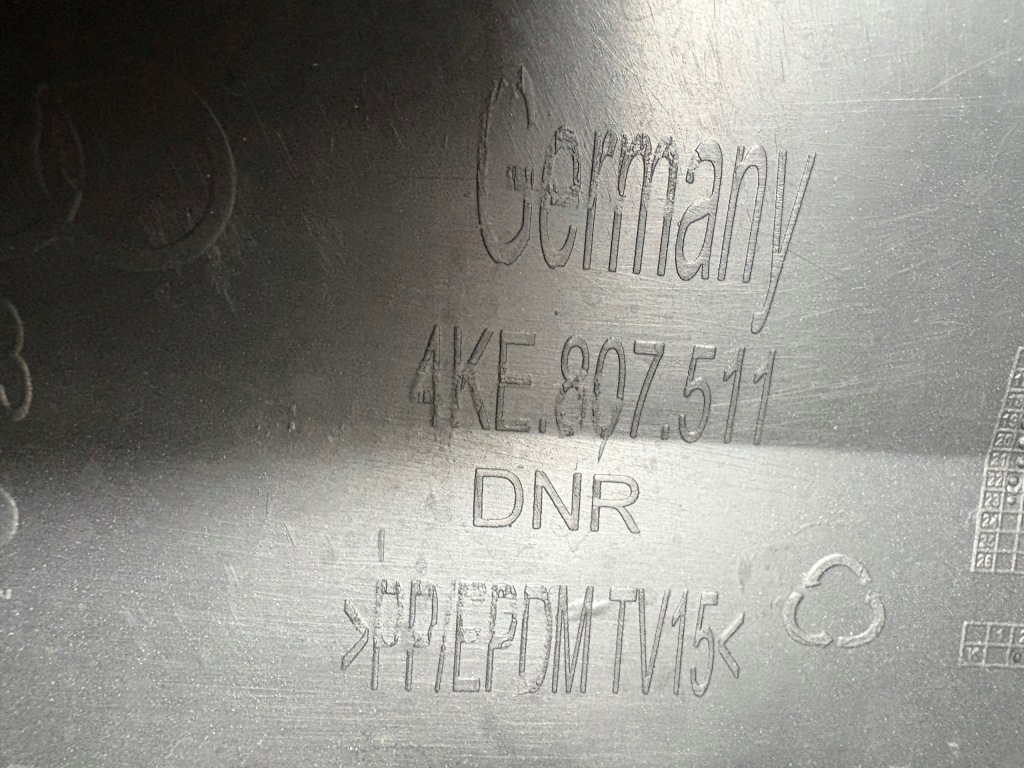 Germany
4KE.807.511
DNR
>PP/EPDM TV15<